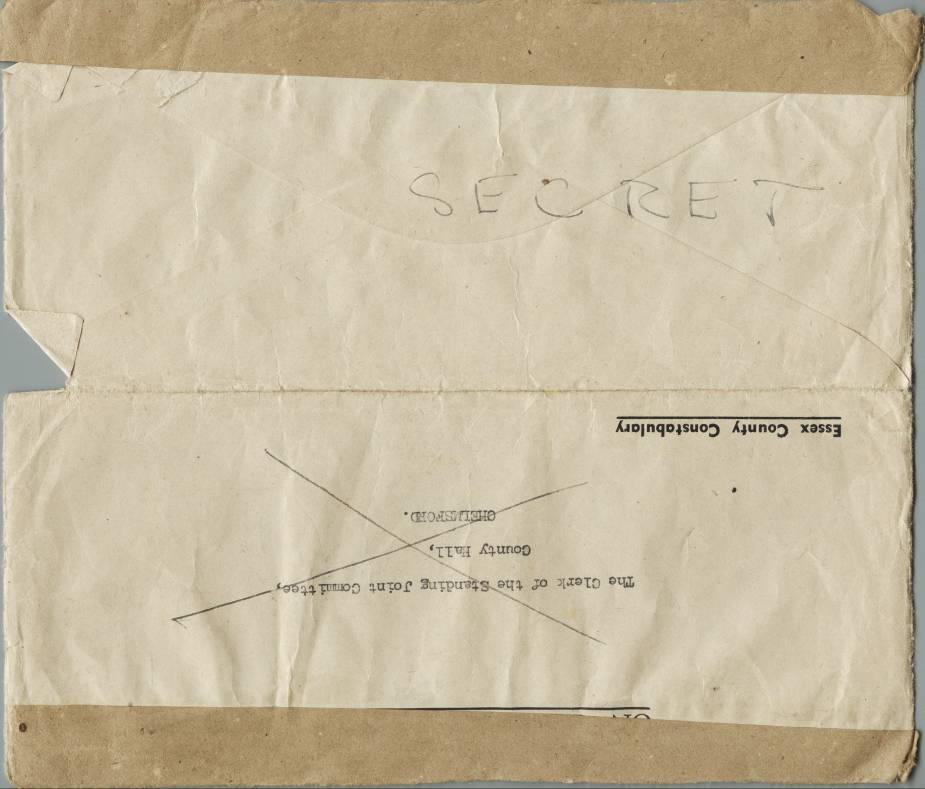 SECRET
Essex County Constabulary
The Clerk of the Standing Joint Committee,
County Hall,
CHELMSFORD.